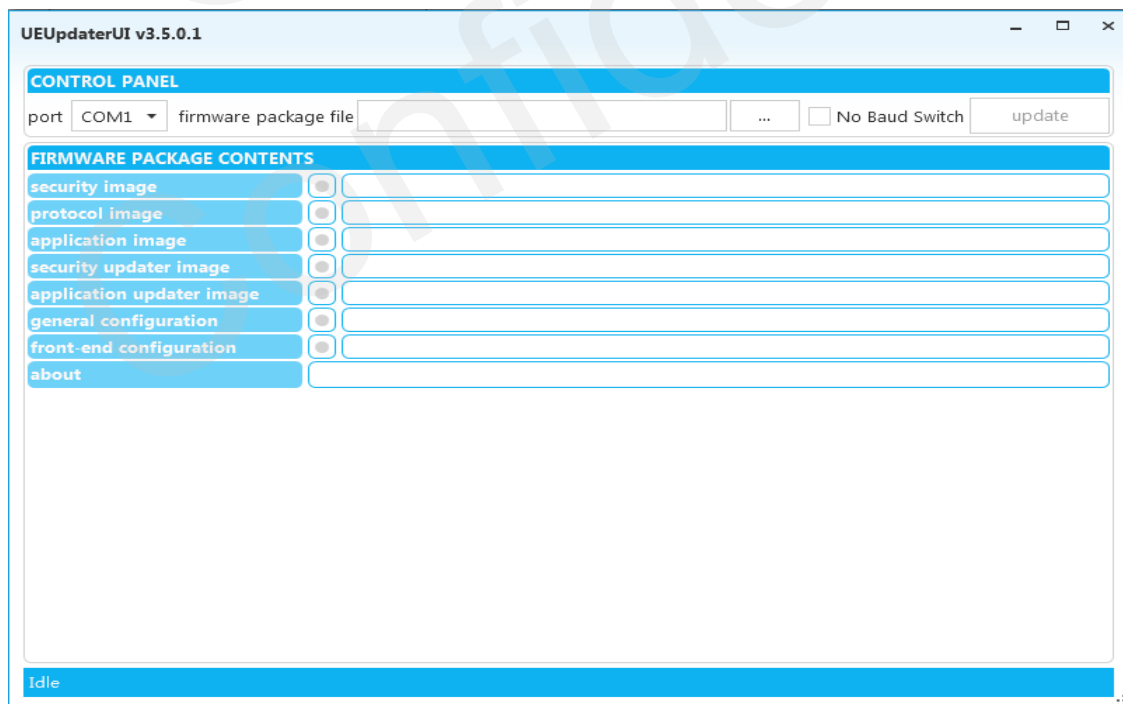 UEUpdaterUI v3.5.0.1
CONTROL PANEL
port COM1 firmware package file ... No Baud Switch update
FIRMWARE PACKAGE CONTENTS
security image
protocol image
application image
security updater image
application updater image
general configuration
front-end configuration
about
Idle